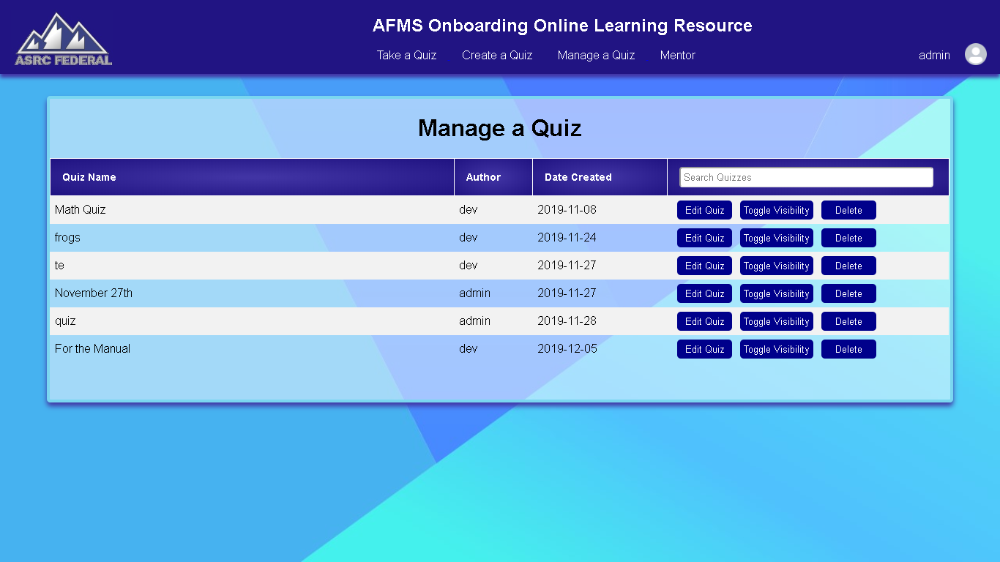 AFMS Onboarding Online Learning Resource
ASRC FEDERAL
Take a Quiz Create a Quiz Manage a Quiz Mentor admin
Manage a Quiz
Quiz Name Author Date Created Search Quizzes
Math Quiz dev 2019-11-08 Edit Quiz Toggle Visibility Delete
frogs dev 2019-11-24 Edit Quiz Toggle Visibility Delete
te dev 2019-11-27 Edit Quiz Toggle Visibility Delete
November 27th admin 2019-11-27 Edit Quiz Toggle Visibility Delete
quiz admin 2019-11-28 Edit Quiz Toggle Visibility Delete
For the Manual dev 2019-12-05 Edit Quiz Toggle Visibility Delete